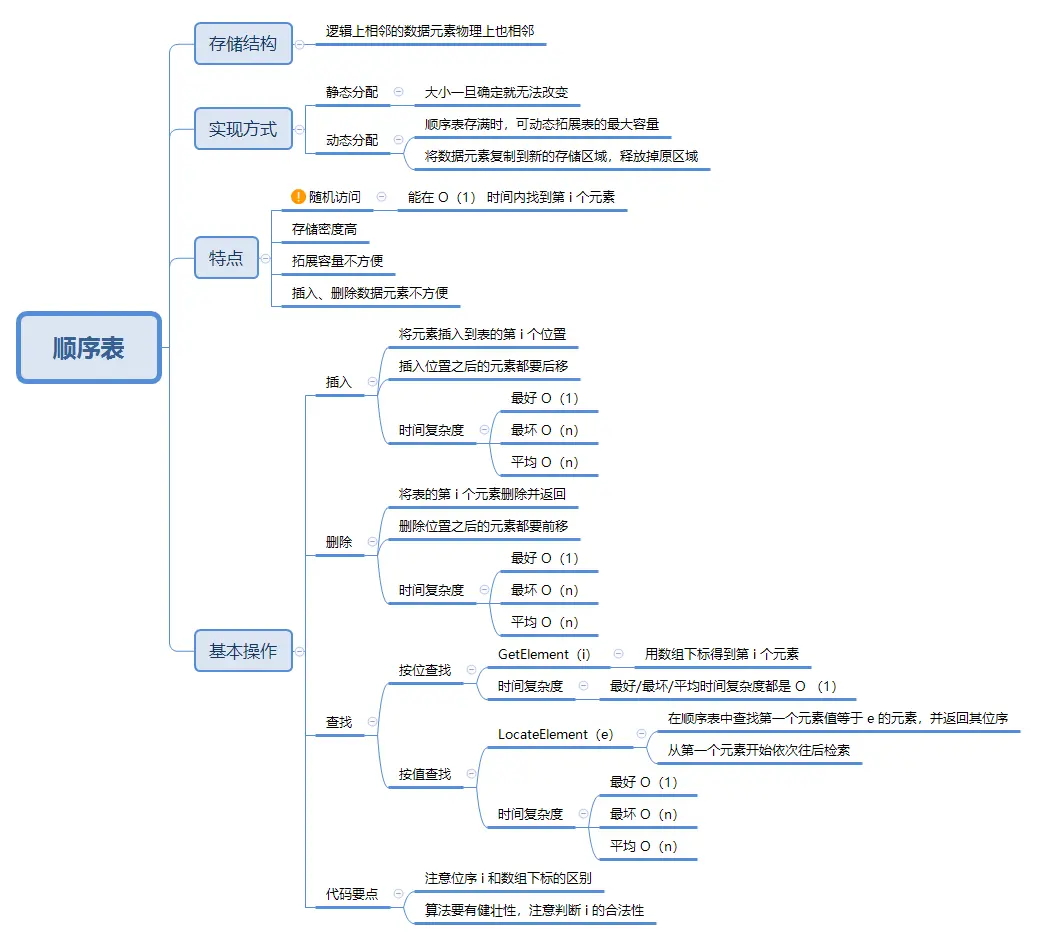 顺序表
存储结构
逻辑上相邻的数据元素物理上也相邻
实现方式
静态分配
大小一旦确定就无法改变
动态分配
顺序表存满时，可动态拓展表的最大容量
将数据元素复制到新的存储区域，释放掉原区域
特点
随机访问
能在 O（1） 时间内找到第 i 个元素
存储密度高
拓展容量不方便
插入、删除数据元素不方便
基本操作
插入
将元素插入到表的第 i 个位置
插入位置之后的元素都要后移
时间复杂度
最好 O（1）
最坏 O（n）
平均 O（n）
删除
将表的第 i 个元素删除并返回
删除位置之后的元素都要前移
时间复杂度
最好 O（1）
最坏 O（n）
平均 O（n）
查找
按位查找
GetElement（i）
用数组下标得到第 i 个元素
时间复杂度
最好/最坏/平均时间复杂度都是 O （1）
按值查找
LocateElement（e）
在顺序表中查找第一个元素值等于 e 的元素，并返回其位序
从第一个元素开始依次往后检索
时间复杂度
最好 O（1）
最坏 O（n）
平均 O（n）
代码要点
注意位序 i 和数组下标的区别
算法要有健壮性，注意判断 i 的合法性